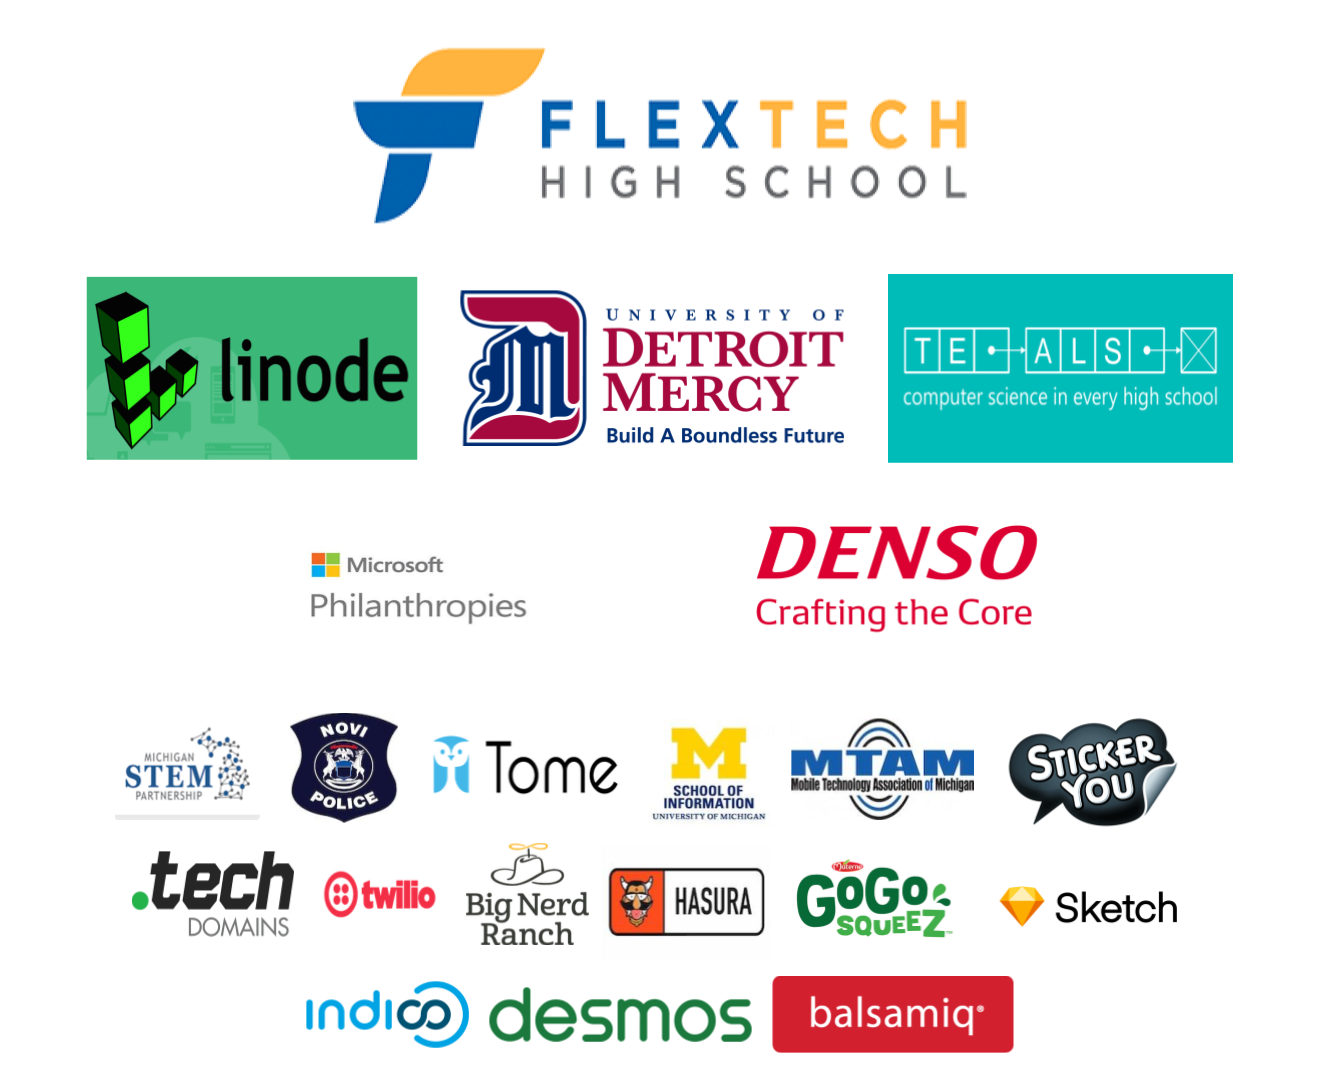 FLEXTECH
HIGH SCHOOL
linode
UNIVERSITY OF
DETROIT
MERCY
Build A Boundless Future
TEALS
computer science in every high school
Microsoft
Philanthropies
DENSO
Crafting the Core
MICHIGAN
STEM
PARTNERSHIP
NOVI
POLICE
Tome
M
SCHOOL OF
INFORMATION
UNIVERSITY OF MICHIGAN
MTAM
Mobile Technology Association of Michigan
STICKER
YOU
.tech
DOMAINS
twilio
Big Nerd
Ranch
HASURA
Materne
GoGo
SQUEEZ™
Sketch
indico
desmos
balsamiq®